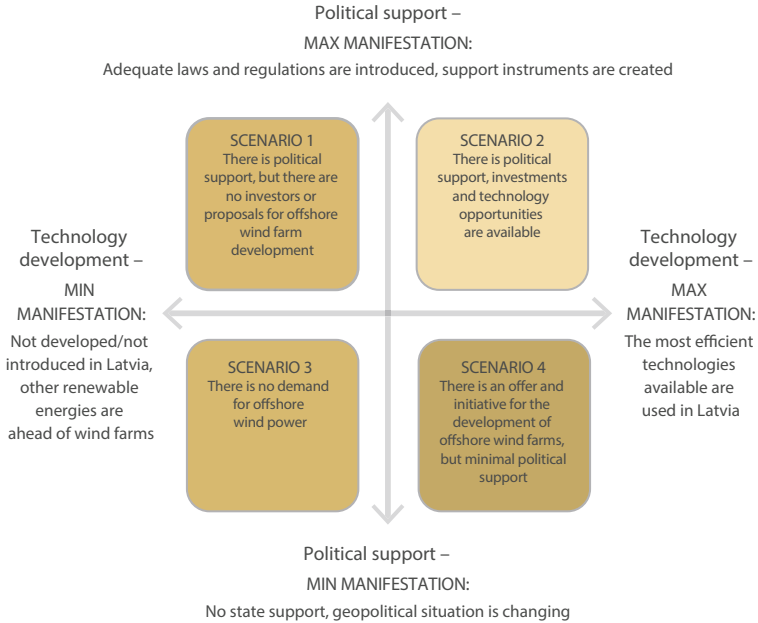 Political support –
MAX MANIFESTATION:
Adequate laws and regulations are introduced, support instruments are created
SCENARIO 1
There is political
support, but there are
no investors or
proposals for offshore
wind farm
development
SCENARIO 2
There is political
support, investments
and technology
opportunities
are available
Technology
development –
MIN
MANIFESTATION:
Not developed/not
introduced in Latvia,
other renewable
energies are
ahead of wind farms
Technology
development –
MAX
MANIFESTATION:
The most efficient
technologies
available are
used in Latvia
SCENARIO 3
There is no demand
for offshore
wind power
SCENARIO 4
There is an offer and
initiative for the
development of
offshore wind farms,
but minimal political
support
Political support –
MIN MANIFESTATION:
No state support, geopolitical situation is changing